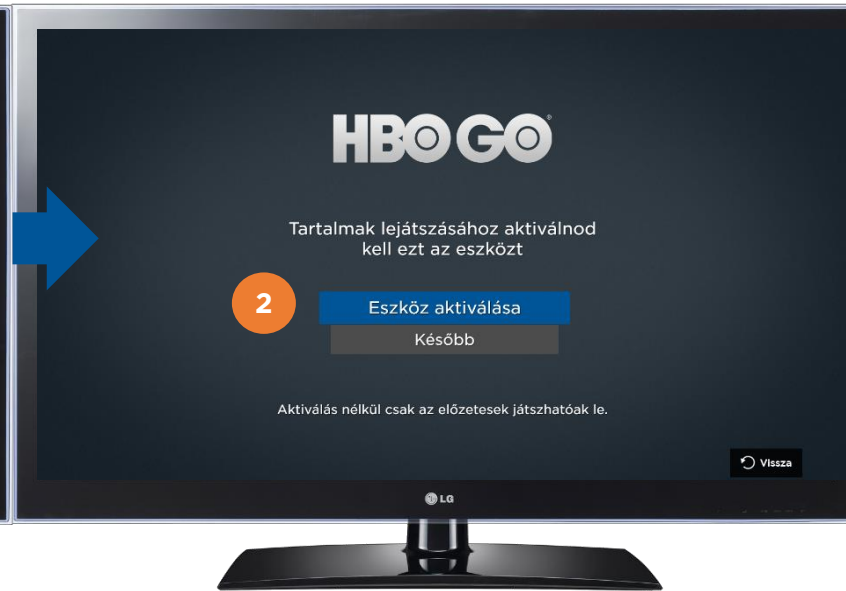 HBO GO
Tartalmak lejátszásához aktiválnod
kell ezt az eszközt
2
Eszköz aktiválása
Később
Aktiválás nélkül csak az előzetesek játszhatóak le.
Vissza
LG